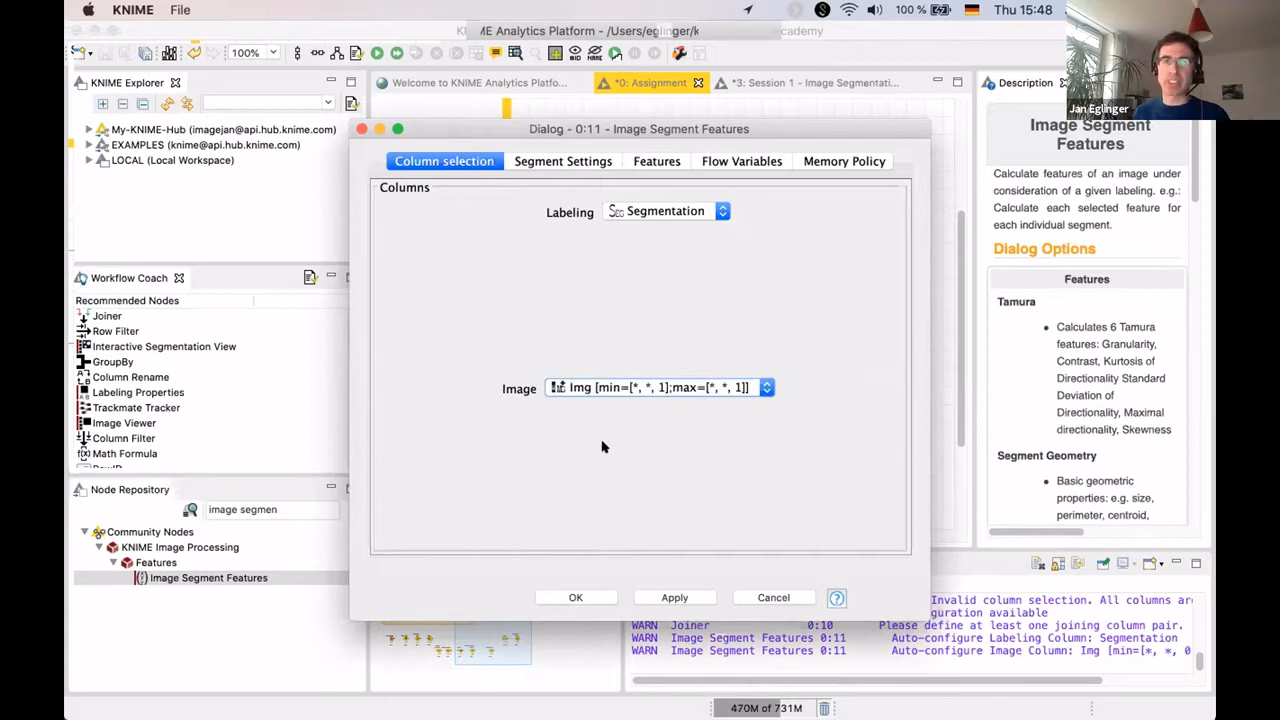 KNIME File 100 % Thu 15:48
IME Analytics Platform - /Users/eglinger/k cademy
100%
KNIME Explorer
Welcome to KNIME Analytics Platfo... *0: Assignment *3: Session 1 - Image Segmentati...
Description
Jan Eglinger
My-KNIME-Hub (imagejan@api.hub.knime.com)
EXAMPLES (knime@api.hub.knime.com)
LOCAL (Local Workspace)
Workflow Coach
Recommended Nodes
Joiner
Row Filter
Interactive Segmentation View
GroupBy
Column Rename
Labeling Properties
Trackmate Tracker
Image Viewer
Column Filter
Math Formula
RowID
Node Repository
image segmen
Community Nodes
KNIME Image Processing
Features
Image Segment Features
Dialog - 0:11 - Image Segment Features
Column selection Segment Settings Features Flow Variables Memory Policy
Columns
Labeling SEG Segmentation
Image Img [min=[*, *, 1];max=[*, *, 1]]
OK Apply Cancel ?
Image Segment
Features
Calculate features of an image under
consideration of a given labeling. e.g.:
Calculate each selected feature for
each individual segment.
Dialog Options
Features
Tamura
• Calculates 6 Tamura
features: Granularity,
Contrast, Kurtosis of
Directionality Standard
Deviation of
Directionality, Maximal
directionality, Skewness
Segment Geometry
• Basic geometric
properties: e.g. size,
perimeter, centroid,
Invalid column selection. All columns are
guration available
WARN Joiner 0:10 Please define at least one joining column pair.
WARN Image Segment Features 0:11 Auto-configure Labeling Column: Segmentation
WARN Image Segment Features 0:11 Auto-configure Image Column: Img [min=[*, *, 0
470M of 731M